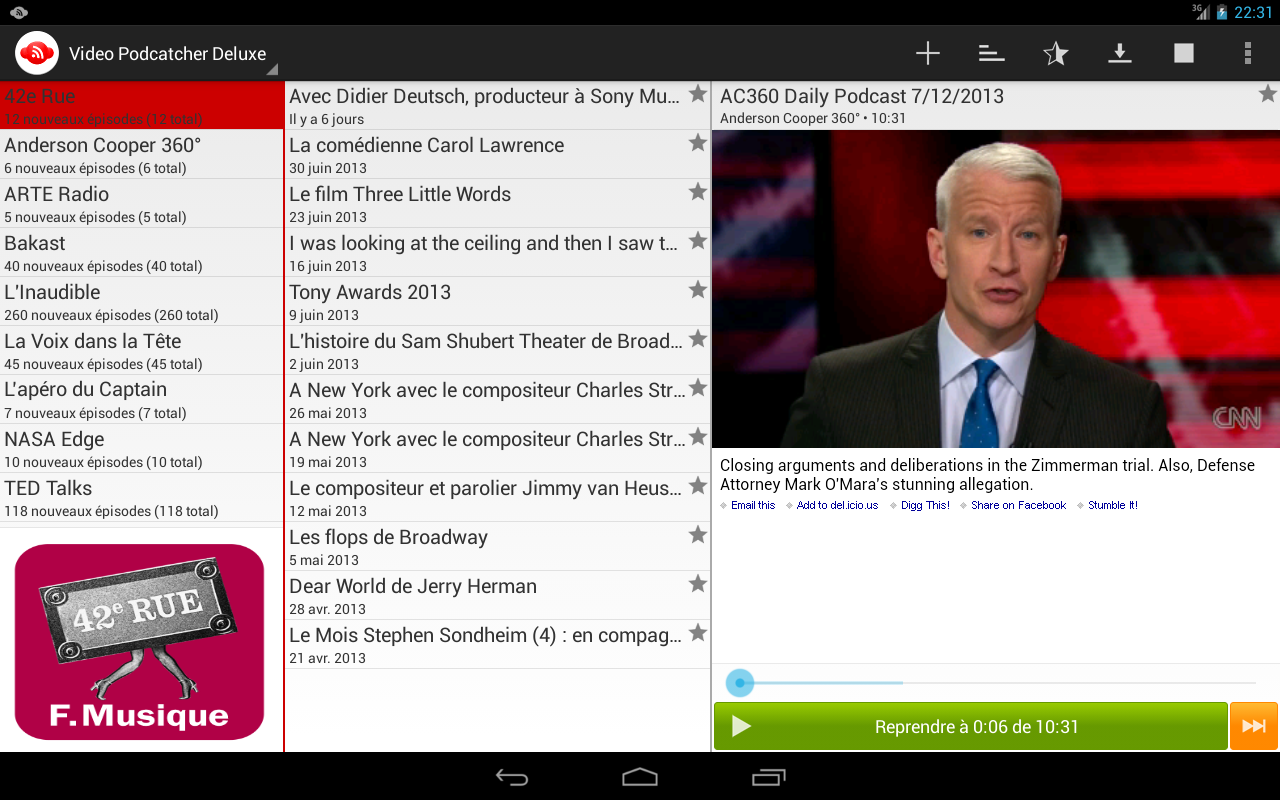 3G 22:31
Video Podcatcher Deluxe
42e Rue
12 nouveaux épisodes (12 total)
Anderson Cooper 360°
6 nouveaux épisodes (6 total)
ARTE Radio
5 nouveaux épisodes (5 total)
Bakast
40 nouveaux épisodes (40 total)
L'Inaudible
260 nouveaux épisodes (260 total)
La Voix dans la Tête
45 nouveaux épisodes (45 total)
L'apéro du Captain
7 nouveaux épisodes (7 total)
NASA Edge
10 nouveaux épisodes (10 total)
TED Talks
118 nouveaux épisodes (118 total)
42e RUE
F.Musique
Avec Didier Deutsch, producteur à Sony Mu...
Il y a 6 jours
La comédienne Carol Lawrence
30 juin 2013
Le film Three Little Words
23 juin 2013
I was looking at the ceiling and then I saw t...
16 juin 2013
Tony Awards 2013
9 juin 2013
L'histoire du Sam Shubert Theater de Broad...
2 juin 2013
A New York avec le compositeur Charles Str...
26 mai 2013
A New York avec le compositeur Charles Str...
19 mai 2013
Le compositeur et parolier Jimmy van Heus...
12 mai 2013
Les flops de Broadway
5 mai 2013
Dear World de Jerry Herman
28 avr. 2013
Le Mois Stephen Sondheim (4) : en compag...
21 avr. 2013
AC360 Daily Podcast 7/12/2013
Anderson Cooper 360° • 10:31
CNN
Closing arguments and deliberations in the Zimmerman trial. Also, Defense
Attorney Mark O'Mara's stunning allegation.
Email this Add to del.icio.us Digg This! Share on Facebook Stumble It!
Reprendre à 0:06 de 10:31